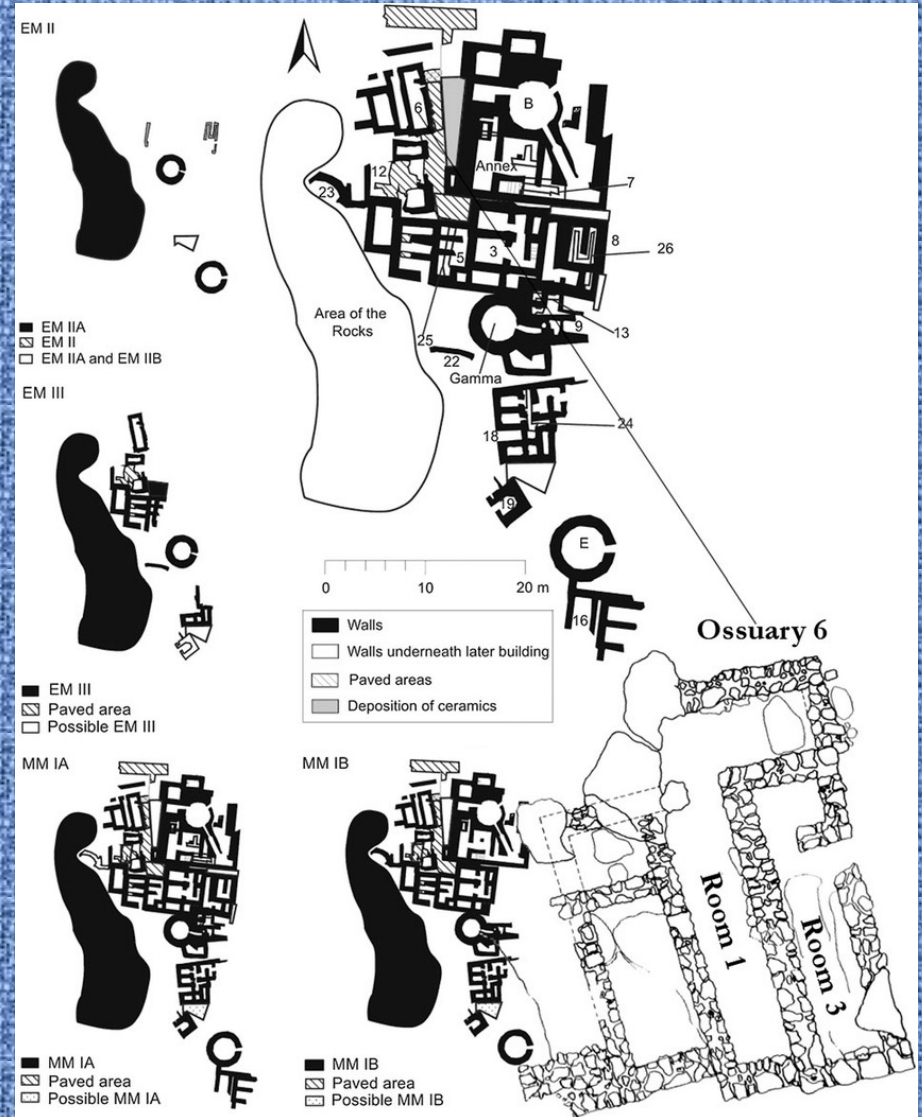 EM II
EM IIA
EM II
EM IIA and EM IIB
EM III
EM III
Paved area
Possible EM III
MM IA
MM IA
Paved area
Possible MM IA
MM IB
MM IB
Paved area
Possible MM IB
B
6
Annex
12
7
23
8
26
5
3
Area of the
Rocks
9
13
25
22
Gamma
24
18
19
E
16
0 10 20 m
Walls
Walls underneath later building
Paved areas
Deposition of ceramics
Ossuary 6
Room 1
Room 3